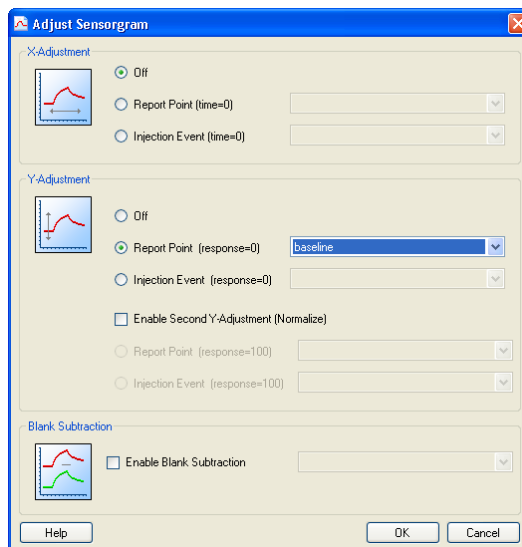 Adjust Sensorgram
X-Adjustment
Off
Report Point (time=0)
Injection Event (time=0)
Y-Adjustment
Off
Report Point (response=0) baseline
Injection Event (response=0)
Enable Second Y-Adjustment (Normalize)
Report Point (response=100)
Injection Event (response=100)
Blank Subtraction
Enable Blank Subtraction
Help OK Cancel